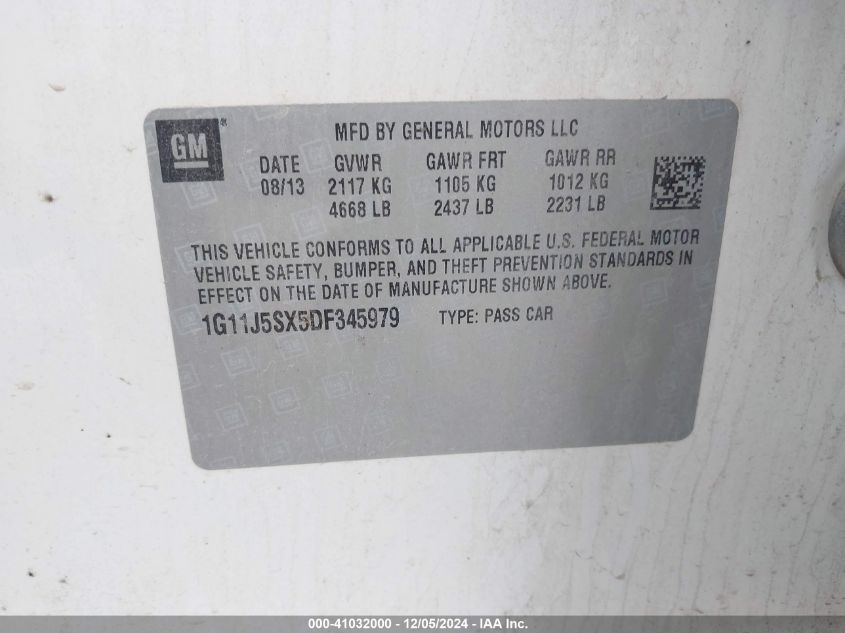 GM®
MFD BY GENERAL MOTORS LLC
DATE GVWR GAWR FRT GAWR RR
08/13 2117 KG 1105 KG 1012 KG
4668 LB 2437 LB 2231 LB
THIS VEHICLE CONFORMS TO ALL APPLICABLE U.S. FEDERAL MOTOR
VEHICLE SAFETY, BUMPER, AND THEFT PREVENTION STANDARDS IN
EFFECT ON THE DATE OF MANUFACTURE SHOWN ABOVE.
1G11J5SX5DF345979 TYPE: PASS CAR
000-41032000 - 12/05/2024 - IAA Inc.